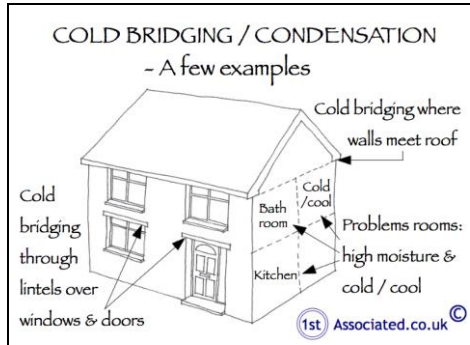 COLD BRIDGING / CONDENSATION
- A few examples
Cold bridging where
walls meet roof
Cold
bridging
through
lintels over
windows & doors
Bath
room
Cold
/cool
Kitchen
Problems rooms:
high moisture &
cold / cool
1st Associated.co.uk ©